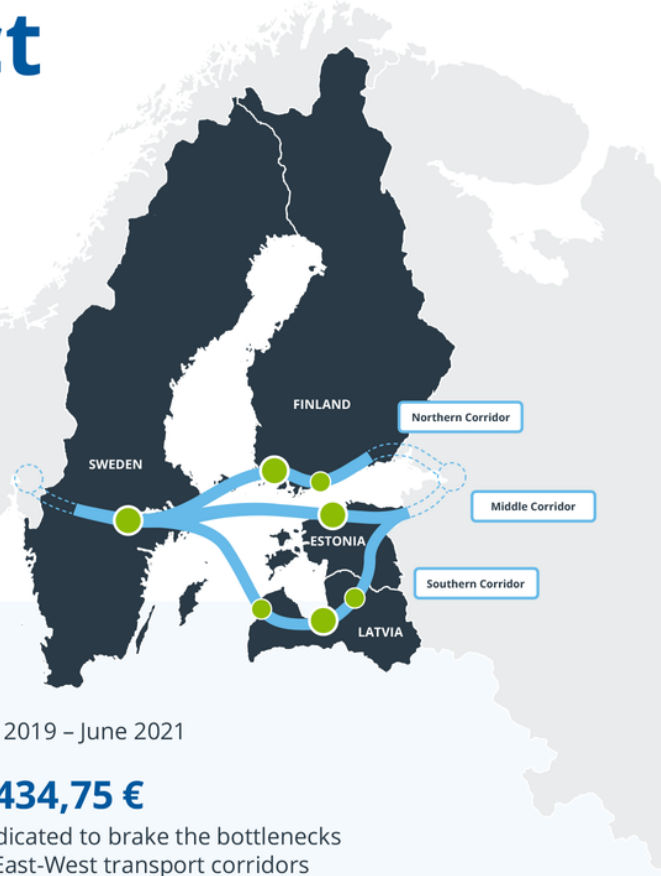 ct
FINLAND
Northern Corridor
SWEDEN
Middle Corridor
ESTONIA
Southern Corridor
LATVIA
2019 – June 2021
434,75 €
dicated to brake the bottlenecks
East-West transport corridors